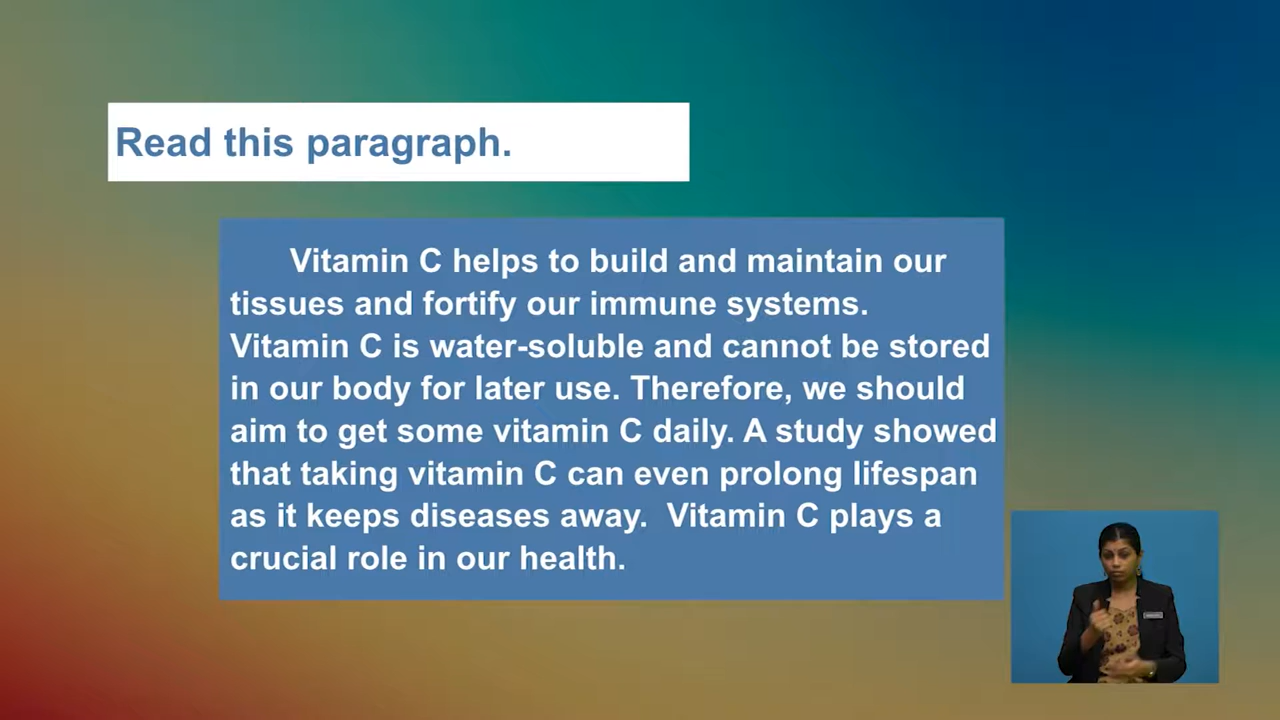 Read this paragraph.
Vitamin C helps to build and maintain our
tissues and fortify our immune systems.
Vitamin C is water-soluble and cannot be stored
in our body for later use. Therefore, we should
aim to get some vitamin C daily. A study showed
that taking vitamin C can even prolong lifespan
as it keeps diseases away.  Vitamin C plays a
crucial role in our health.